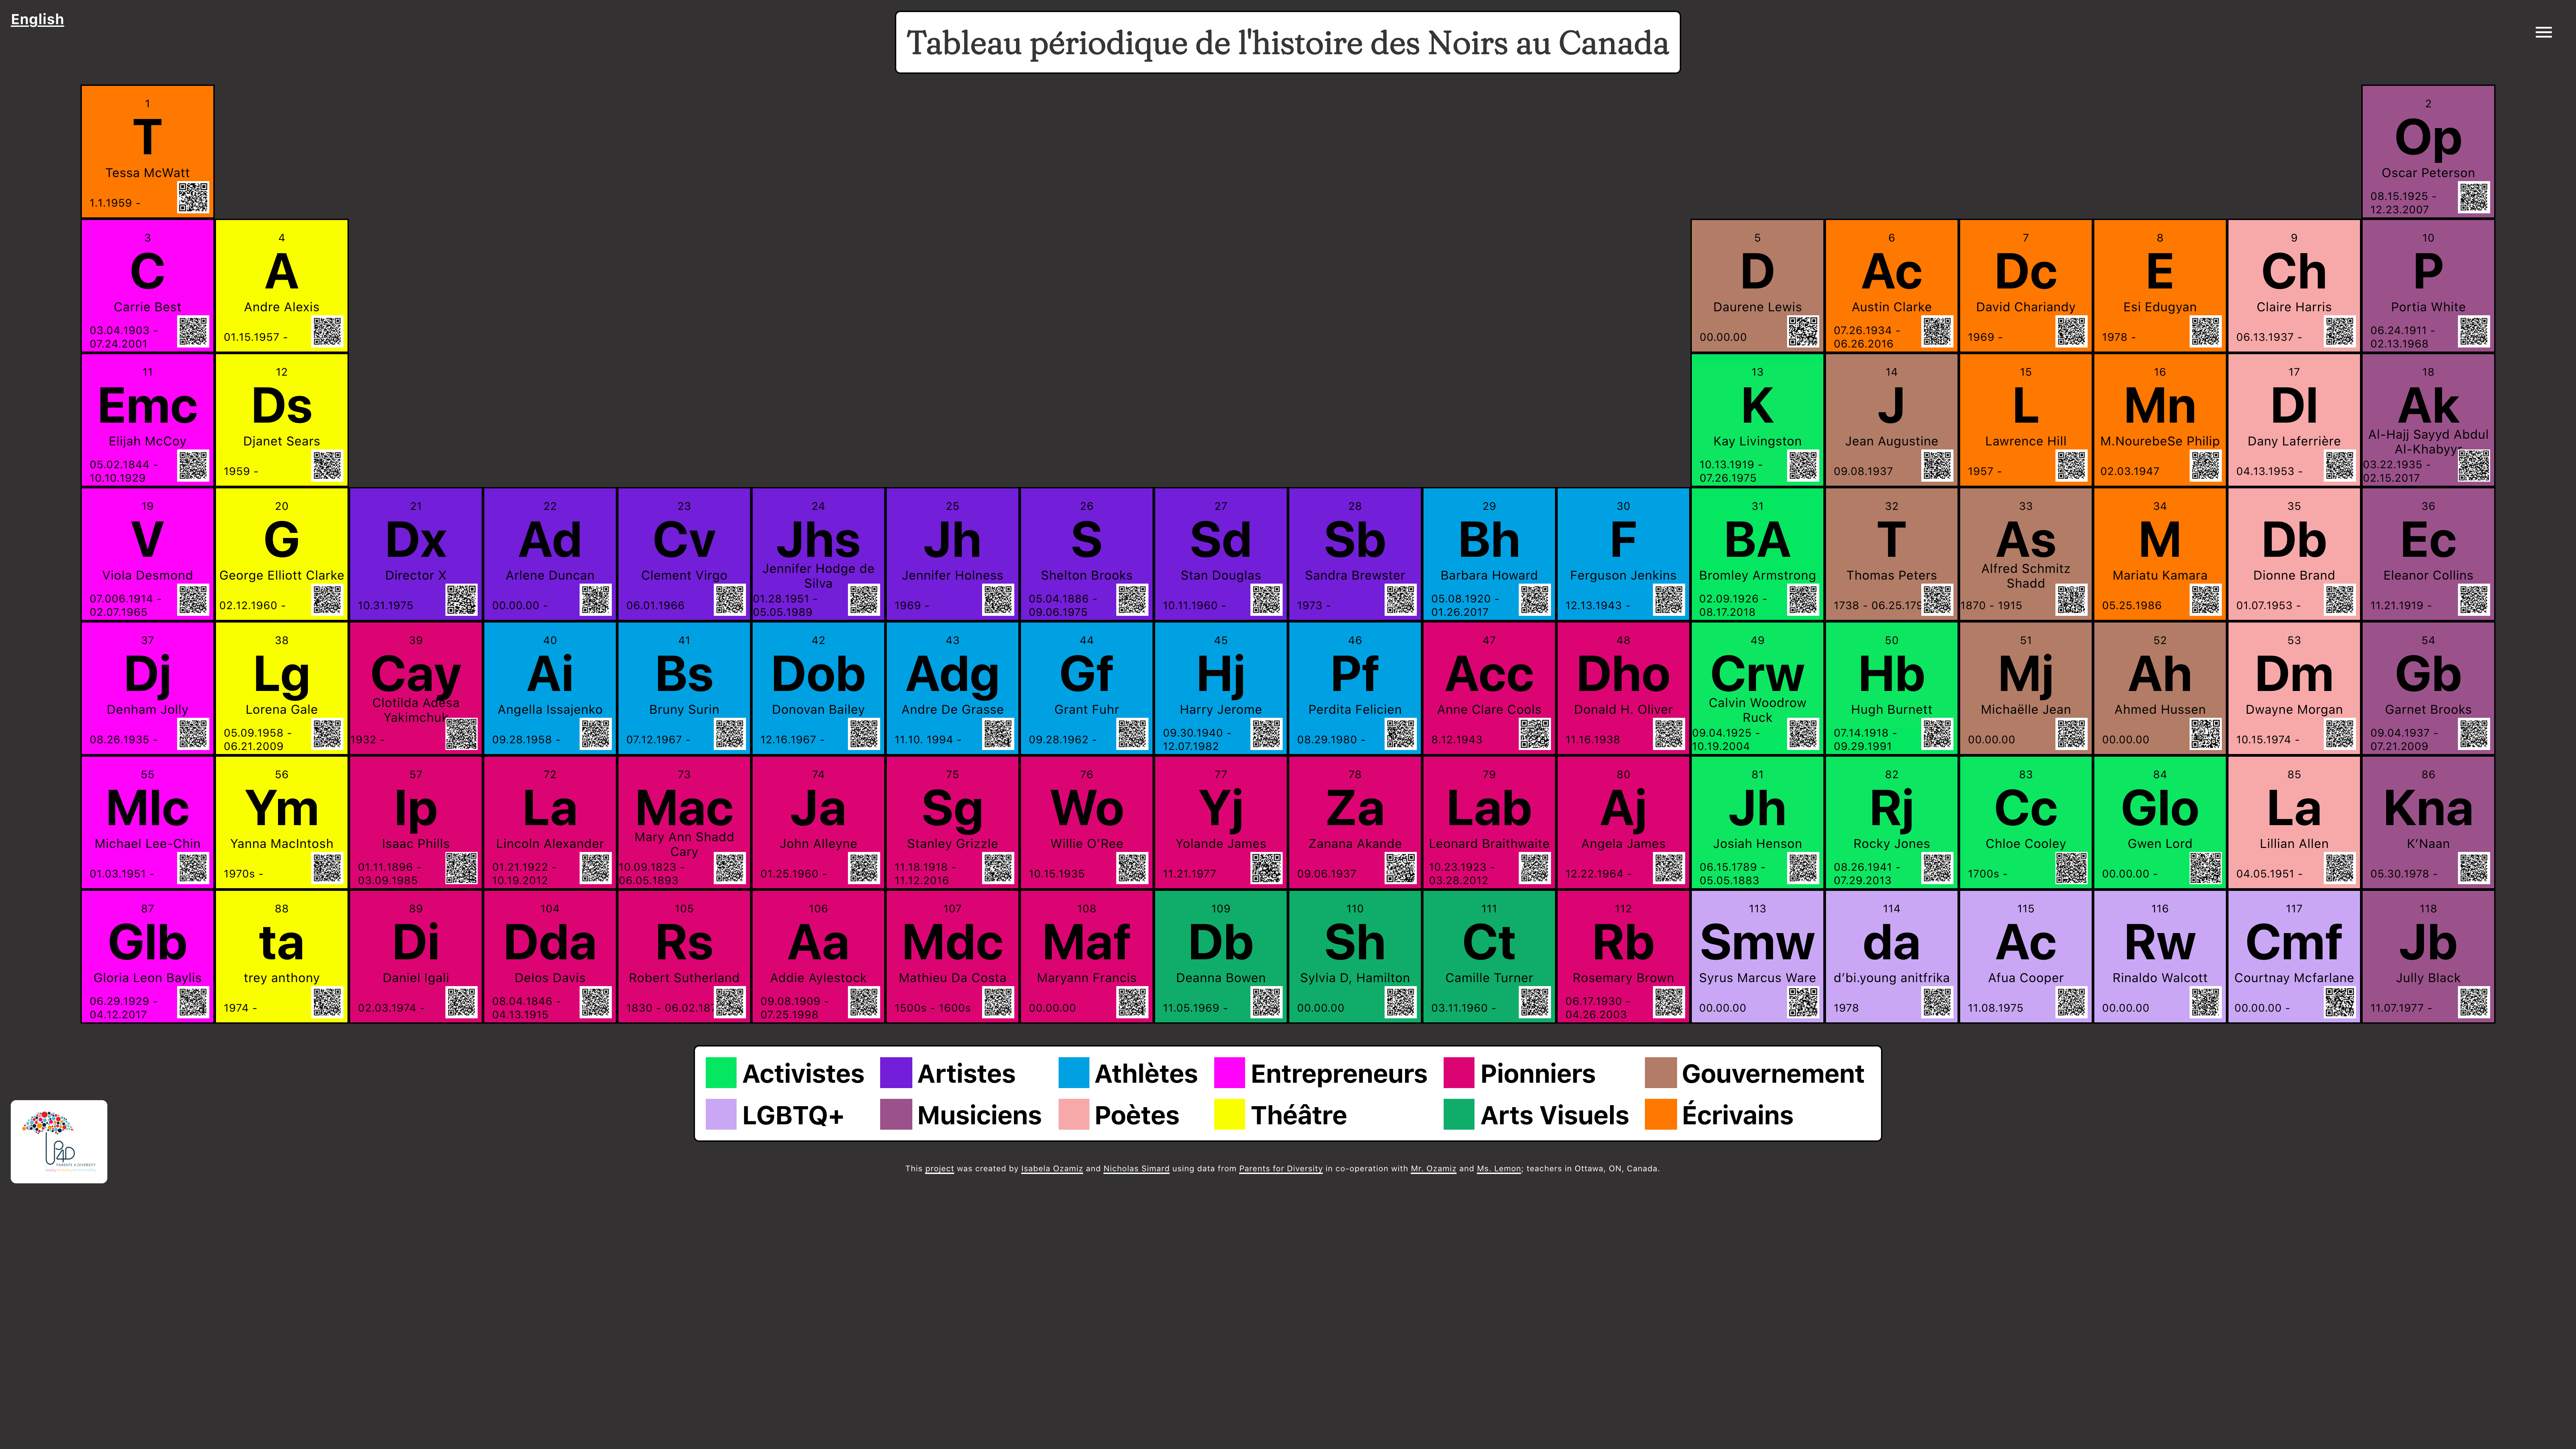 English
Tableau périodique de l'histoire des Noirs au Canada
1
T
Tessa McWatt
1.1.1959 -
2
Op
Oscar Peterson
08.15.1925 -
12.23.2007
3
C
Carrie Best
03.04.1903 -
07.24.2001
4
A
Andre Alexis
01.15.1957 -
5
D
Daurene Lewis
00.00.00
6
Ac
Austin Clarke
07.26.1934 -
06.26.2016
7
Dc
David Chariandy
1969 -
8
E
Esi Edugyan
1978 -
9
Ch
Claire Harris
06.13.1937 -
10
P
Portia White
06.24.1911 -
02.13.1968
11
Emc
Elijah McCoy
05.02.1844 -
10.10.1929
12
Ds
Djanet Sears
1959 -
13
K
Kay Livingston
10.13.1919 -
07.26.1975
14
J
Jean Augustine
09.08.1937
15
L
Lawrence Hill
1957 -
16
Mn
M.NourebeSe Philip
02.03.1947
17
Dl
Dany Laferrière
04.13.1953 -
18
Ak
Al-Hajj Sayyd Abdul
Al-Khabyy
03.22.1935 -
02.15.2017
19
V
Viola Desmond
07.006.1914 -
02.07.1965
20
G
George Elliott Clarke
02.12.1960 -
21
Dx
Director X
10.31.1975
22
Ad
Arlene Duncan
00.00.00 -
23
Cv
Clement Virgo
06.01.1966
24
Jhs
Jennifer Hodge de
Silva
01.28.1951 -
05.05.1989
25
Jh
Jennifer Holness
1969 -
26
S
Shelton Brooks
05.04.1886 -
09.06.1975
27
Sd
Stan Douglas
10.11.1960 -
28
Sb
Sandra Brewster
1973 -
29
Bh
Barbara Howard
05.08.1920 -
01.26.2017
30
F
Ferguson Jenkins
12.13.1943 -
31
BA
Bromley Armstrong
02.09.1926 -
08.17.2018
32
T
Thomas Peters
1738 - 06.25.179
33
As
Alfred Schmitz
Shadd
1870 - 1915
34
M
Mariatu Kamara
05.25.1986
35
Db
Dionne Brand
01.07.1953 -
36
Ec
Eleanor Collins
11.21.1919 -
37
Dj
Denham Jolly
08.26.1935 -
38
Lg
Lorena Gale
05.09.1958 -
06.21.2009
39
Cay
Clotilda Adesa
Yakimchuk
1932 -
40
Ai
Angella Issajenko
09.28.1958 -
41
Bs
Bruny Surin
07.12.1967 -
42
Dob
Donovan Bailey
12.16.1967 -
43
Adg
Andre De Grasse
11.10. 1994 -
44
Gf
Grant Fuhr
09.28.1962 -
45
Hj
Harry Jerome
09.30.1940 -
12.07.1982
46
Pf
Perdita Felicien
08.29.1980 -
47
Acc
Anne Clare Cools
8.12.1943
48
Dho
Donald H. Oliver
11.16.1938
49
Crw
Calvin Woodrow
Ruck
09.04.1925 -
10.19.2004
50
Hb
Hugh Burnett
07.14.1918 -
09.29.1991
51
Mj
Michaëlle Jean
00.00.00
52
Ah
Ahmed Hussen
00.00.00
53
Dm
Dwayne Morgan
10.15.1974 -
54
Gb
Garnet Brooks
09.04.1937 -
07.21.2009
55
Mlc
Michael Lee-Chin
01.03.1951 -
56
Ym
Yanna MacIntosh
1970s -
57
Ip
Isaac Phills
01.11.1896 -
03.09.1985
72
La
Lincoln Alexander
01.21.1922 -
10.19.2012
73
Mac
Mary Ann Shadd
Cary
10.09.1823 -
06.05.1893
74
Ja
John Alleyne
01.25.1960 -
75
Sg
Stanley Grizzle
11.18.1918 -
11.12.2016
76
Wo
Willie O'Ree
10.15.1935
77
Yj
Yolande James
11.21.1977
78
Za
Zanana Akande
09.06.1937
79
Lab
Leonard Braithwaite
10.23.1923 -
03.28.2012
80
Aj
Angela James
12.22.1964 -
81
Jh
Josiah Henson
06.15.1789 -
05.05.1883
82
Rj
Rocky Jones
08.26.1941 -
07.29.2013
83
Cc
Chloe Cooley
1700s -
84
Glo
Gwen Lord
00.00.00 -
85
La
Lillian Allen
04.05.1951 -
86
Kna
K'Naan
05.30.1978 -
87
Glb
Gloria Leon Baylis
06.29.1929 -
04.12.2017
88
ta
trey anthony
1974 -
89
Di
Daniel Igali
02.03.1974 -
104
Dda
Delos Davis
08.04.1846 -
04.13.1915
105
Rs
Robert Sutherland
1830 - 06.02.187
106
Aa
Addie Aylestock
09.08.1909 -
07.25.1998
107
Mdc
Mathieu Da Costa
1500s - 1600s
108
Maf
Maryann Francis
00.00.00
109
Db
Deanna Bowen
11.05.1969 -
110
Sh
Sylvia D, Hamilton
00.00.00
111
Ct
Camille Turner
03.11.1960 -
112
Rb
Rosemary Brown
06.17.1930 -
04.26.2003
113
Smw
Syrus Marcus Ware
00.00.00
114
da
d'bi.young anitfrika
1978
115
Ac
Afua Cooper
11.08.1975
116
Rw
Rinaldo Walcott
00.00.00
117
Cmf
Courtnay Mcfarlane
00.00.00 -
118
Jb
Jully Black
11.07.1977 -
Activistes
Artistes
Athlètes
Entrepreneurs
Pionniers
Gouvernement
LGBTQ+
Musiciens
Poètes
Théâtre
Arts Visuels
Écrivains
P4D
PARENTS 4 DIVERSITY
This project was created by Isabela Ozamiz and Nicholas Simard using data from Parents for Diversity in co-operation with Mr. Ozamiz and Ms. Lemon; teachers in Ottawa, ON, Canada.